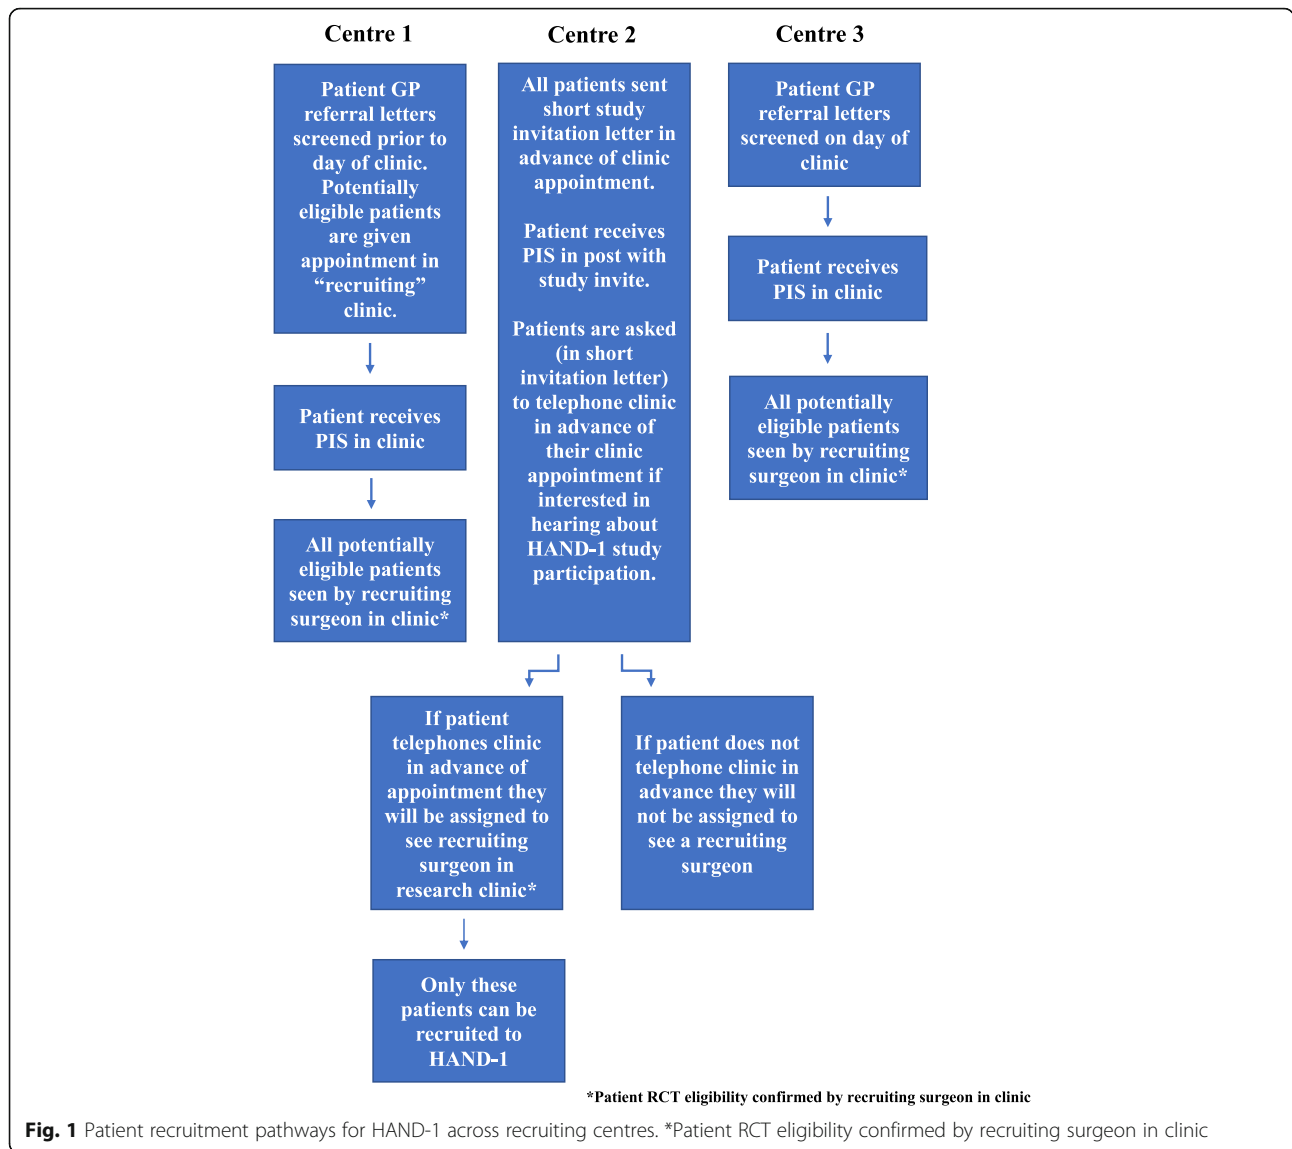 Centre 1
Patient GP
referral letters
screened prior to
day of clinic.
Potentially
eligible patients
are given
appointment in
“recruiting”
clinic.
Patient receives
PIS in clinic
All potentially
eligible patients
seen by recruiting
surgeon in clinic*
Centre 2
All patients sent
short study
invitation letter in
advance of clinic
appointment.
Patient receives
PIS in post with
study invite.
Patients are asked
(in short
invitation letter)
to telephone clinic
in advance of
their clinic
appointment if
interested in
hearing about
HAND-1 study
participation.
If patient
telephones clinic
in advance of
appointment they
will be assigned to
see recruiting
surgeon in
research clinic*
Only these
patients can be
recruited to
HAND-1
If patient does not
telephone clinic in
advance they will
not be assigned to
see a recruiting
surgeon
Centre 3
Patient GP
referral letters
screened on day of
clinic
Patient receives
PIS in clinic
All potentially
eligible patients
seen by recruiting
surgeon in clinic*
*Patient RCT eligibility confirmed by recruiting surgeon in clinic
Fig. 1 Patient recruitment pathways for HAND-1 across recruiting centres. *Patient RCT eligibility confirmed by recruiting surgeon in clinic